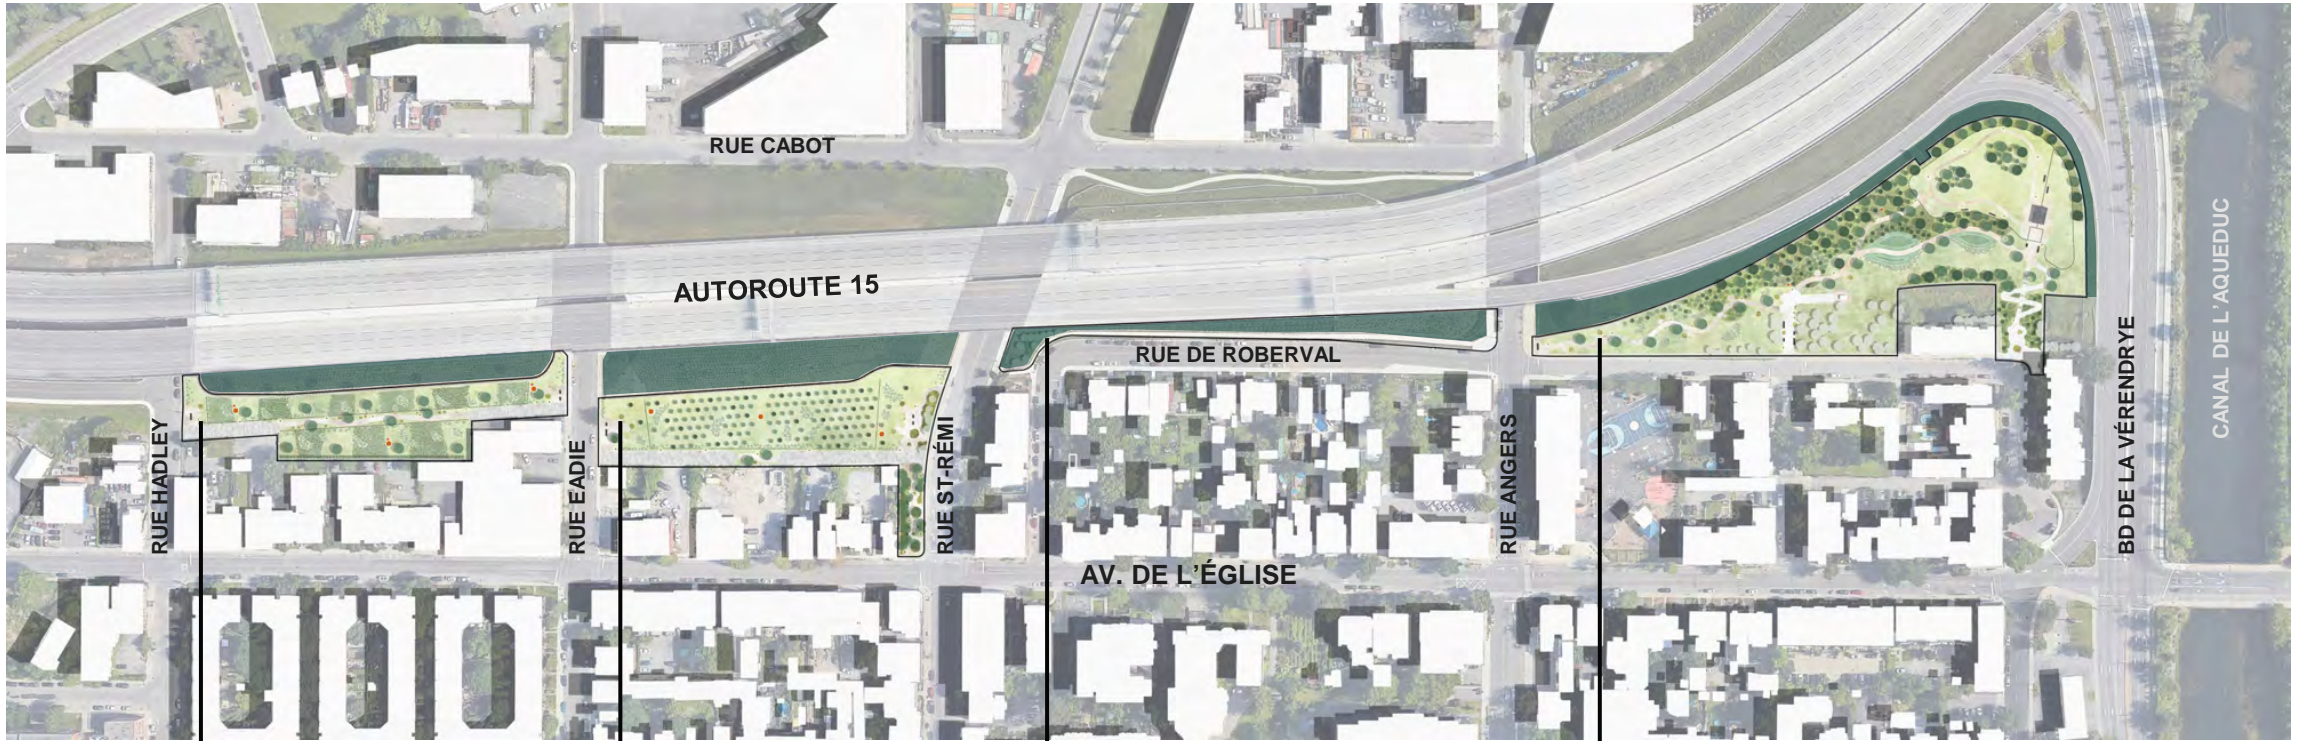 RUE CABOT
AUTOROUTE 15
RUE DE ROBERVAL
RUE HADLEY
RUE EADIE
RUE ST-RÉMI
RUE ANGERS
BD DE LA VÉRENDRYE
CANAL DE L'AQUEDUC
AV. DE L'ÉGLISE